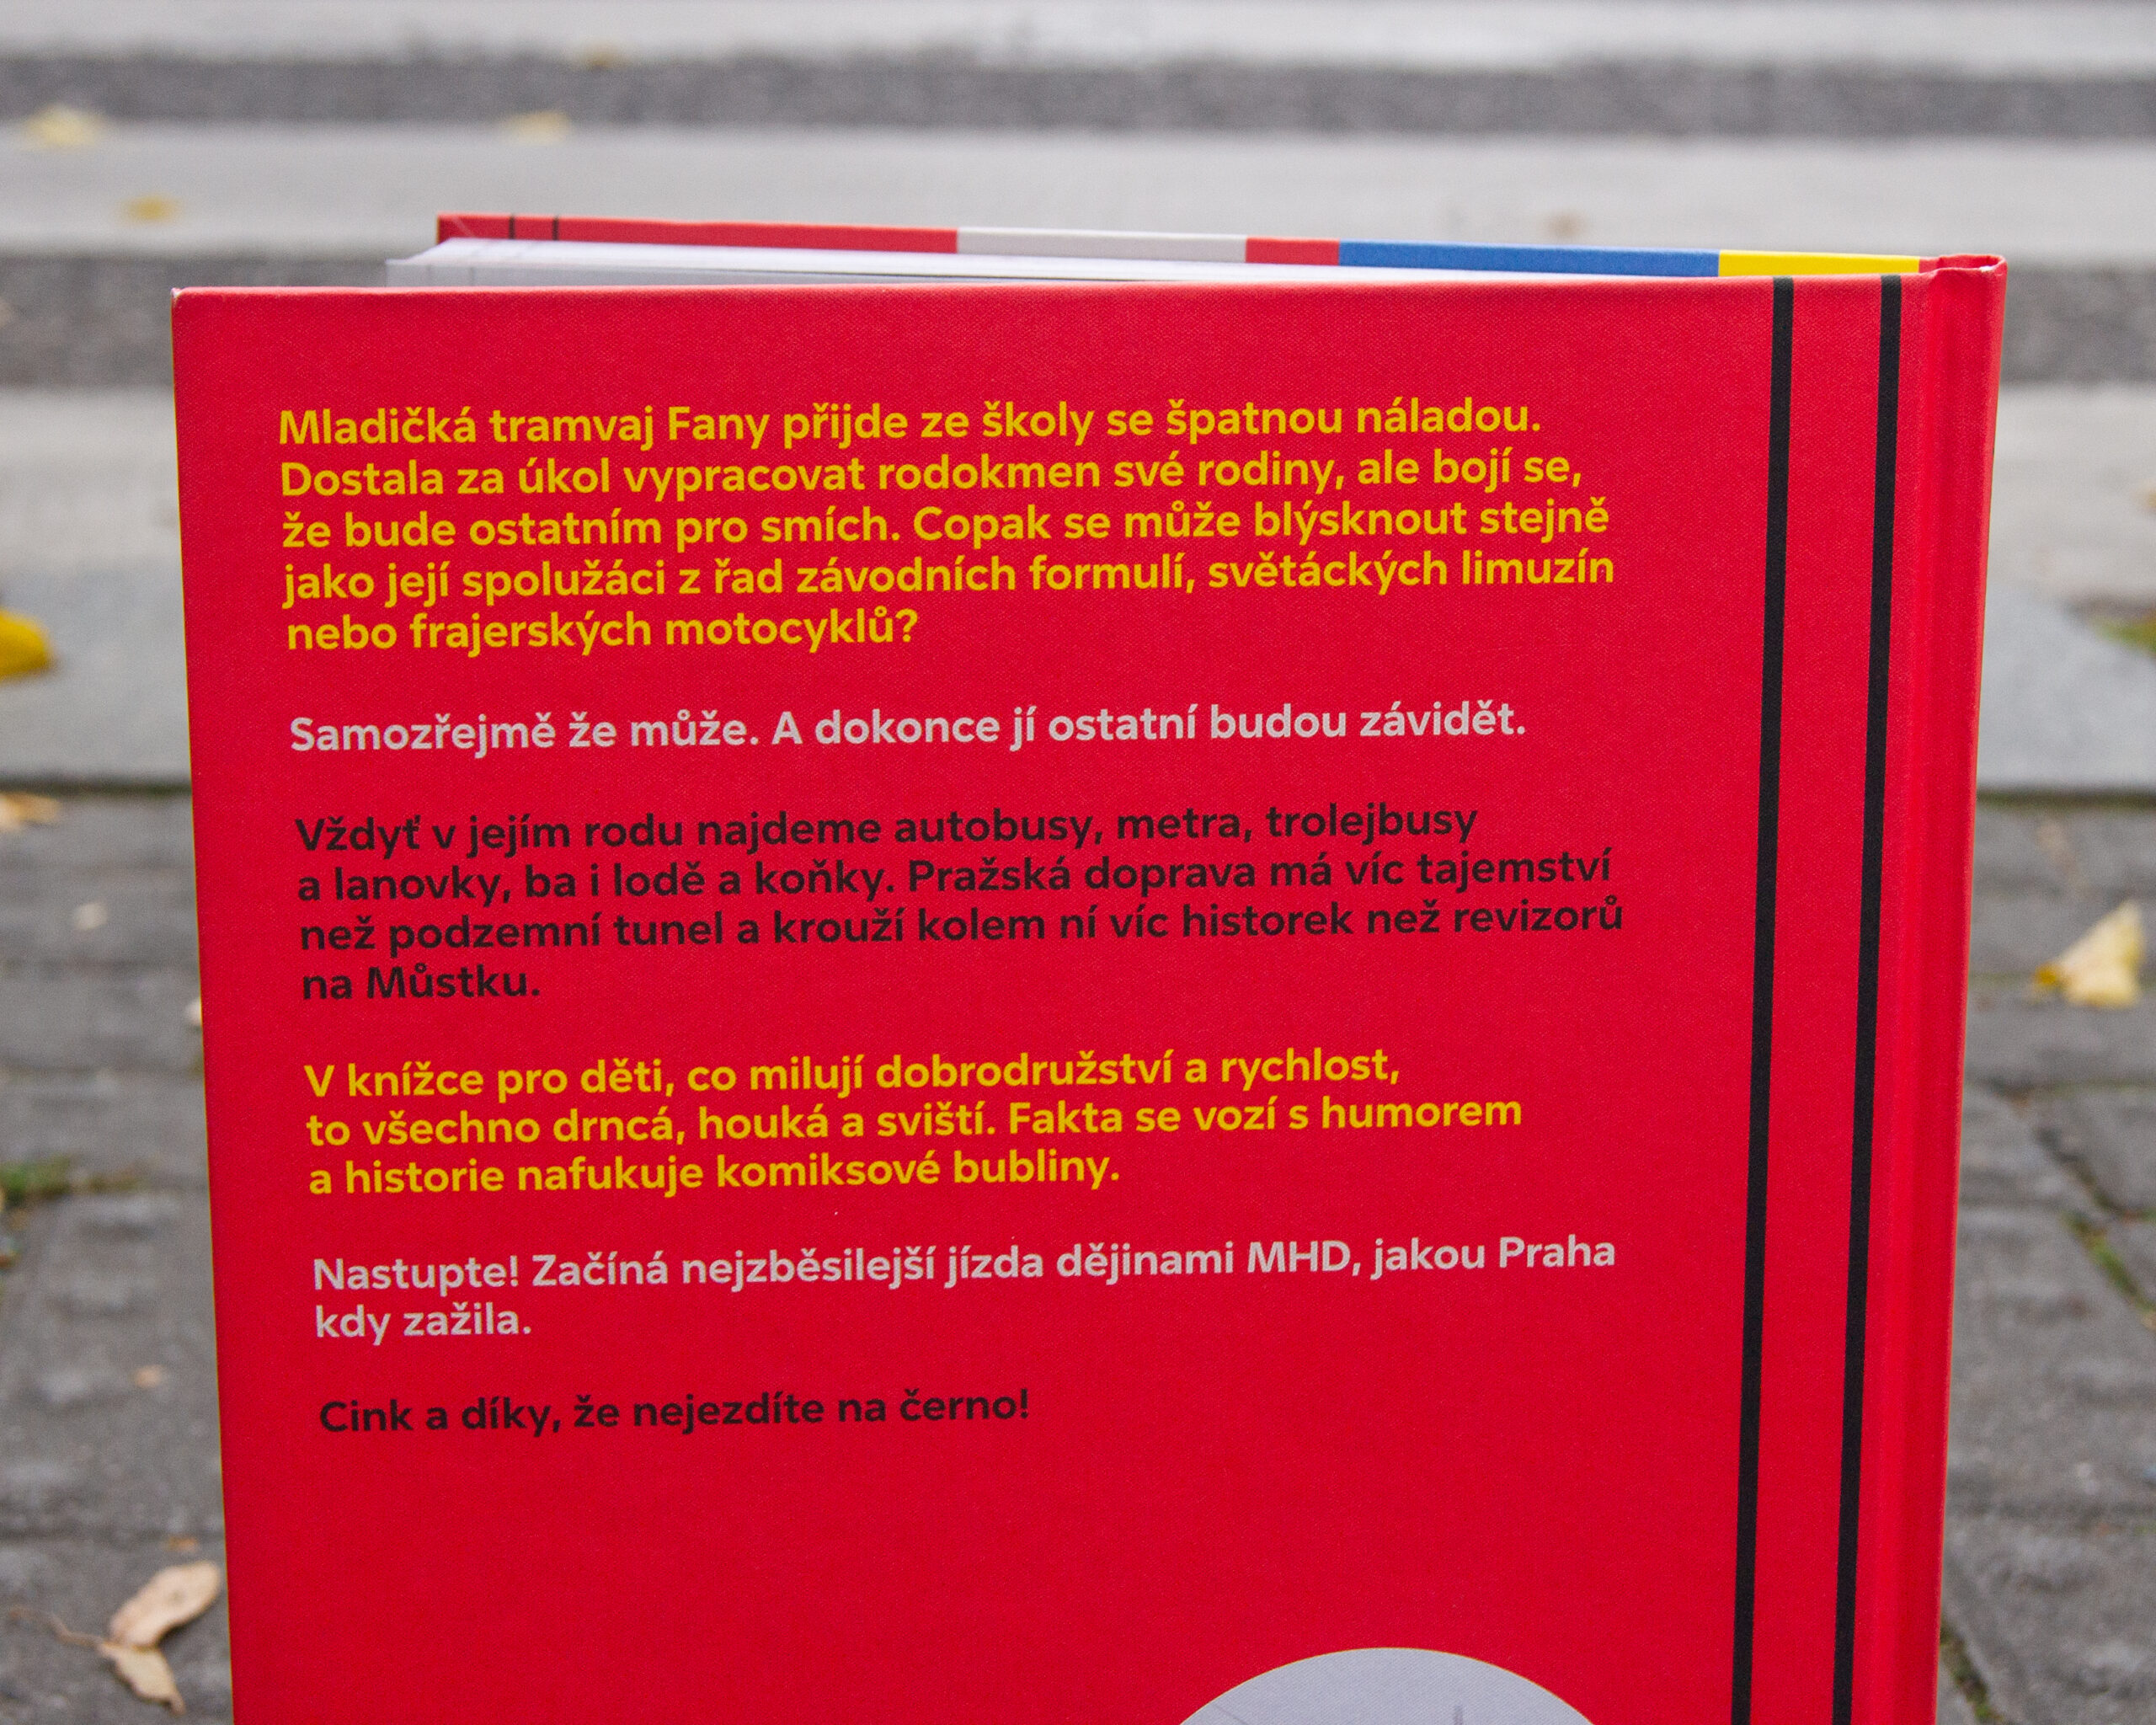 Mladičká tramvaj Fany přijde ze školy se špatnou náladou.
Dostala za úkol vypracovat rodokmen své rodiny, ale bojí se,
že bude ostatním pro smích. Copak se může blýsknout stejně
jako její spolužáci z řad závodních formulí, světáckých limuzín
nebo frajerských motocyklů?
Samozřejmě že může. A dokonce jí ostatní budou závidět.
Vždyť v jejím rodu najdeme autobusy, metra, trolejbusy
a lanovky, ba i lodě a koňky. Pražská doprava má víc tajemství
než podzemní tunel a krouží kolem ní víc historek než revizorů
na Můstku.
V knížce pro děti, co milují dobrodružství a rychlost,
to všechno drncá, houká a sviští. Fakta se vozí s humorem
a historie nafukuje komiksové bubliny.
Nastupte! Začíná nejzběsilejší jízda dějinami MHD, jakou Praha
kdy zažila.
Cink a díky, že nejezdíte na černo!